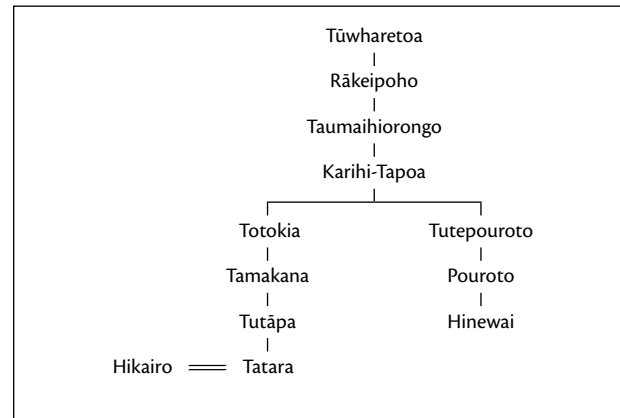 Tūwharetoa
Rākeipoho
Taumaihiorongo
Karihi-Tapoa
Totokia Tutepouroto
Tamakana Pouroto
Tutāpa Hinewai
Hikairo Tatara